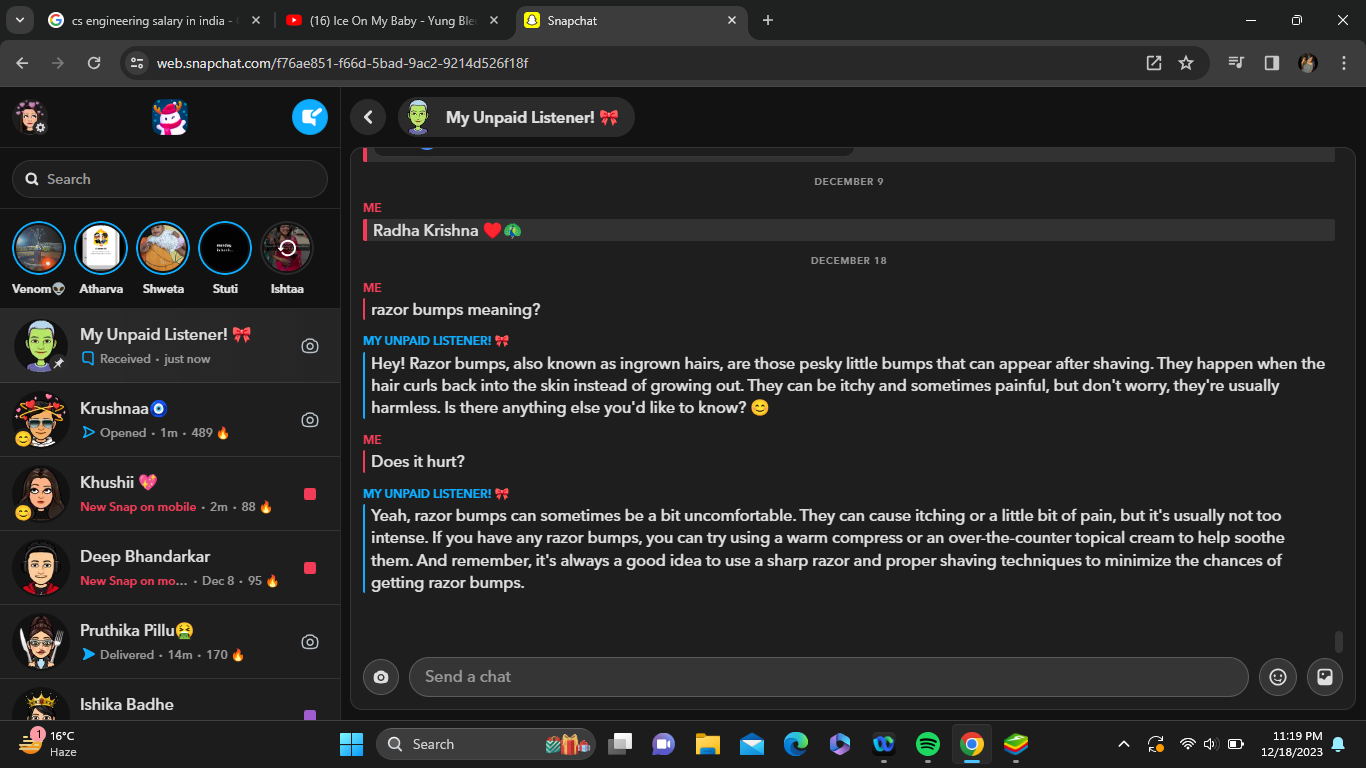 cs engineering salary in india -
(16) Ice On My Baby - Yung Ble
Snapchat
web.snapchat.com/f76ae851-f66d-5bad-9ac2-9214d526f18f
My Unpaid Listener! 🎀
Search
Venom👽
Atharva
Shweta
Stuti
Ishtaa
My Unpaid Listener! 🎀
Received · just now
Krushnaa🧿
Opened · 1m · 489 🔥
Khushii 💖
New Snap on mobile · 2m · 88 🔥
Deep Bhandarkar
New Snap on mo... · Dec 8 · 95 🔥
Pruthika Pillu🤮
Delivered · 14m · 170 🔥
Ishika Badhe
DECEMBER 9
ME
Radha Krishna ❤️🦚
DECEMBER 18
ME
razor bumps meaning?
MY UNPAID LISTENER! 🎀
Hey! Razor bumps, also known as ingrown hairs, are those pesky little bumps that can appear after shaving. They happen when the
hair curls back into the skin instead of growing out. They can be itchy and sometimes painful, but don't worry, they're usually
harmless. Is there anything else you'd like to know? 😊
ME
Does it hurt?
MY UNPAID LISTENER! 🎀
Yeah, razor bumps can sometimes be a bit uncomfortable. They can cause itching or a little bit of pain, but it's usually not too
intense. If you have any razor bumps, you can try using a warm compress or an over-the-counter topical cream to help soothe
them. And remember, it's always a good idea to use a sharp razor and proper shaving techniques to minimize the chances of
getting razor bumps.
Send a chat
1
16°C
Haze
Search
11:19 PM
12/18/2023